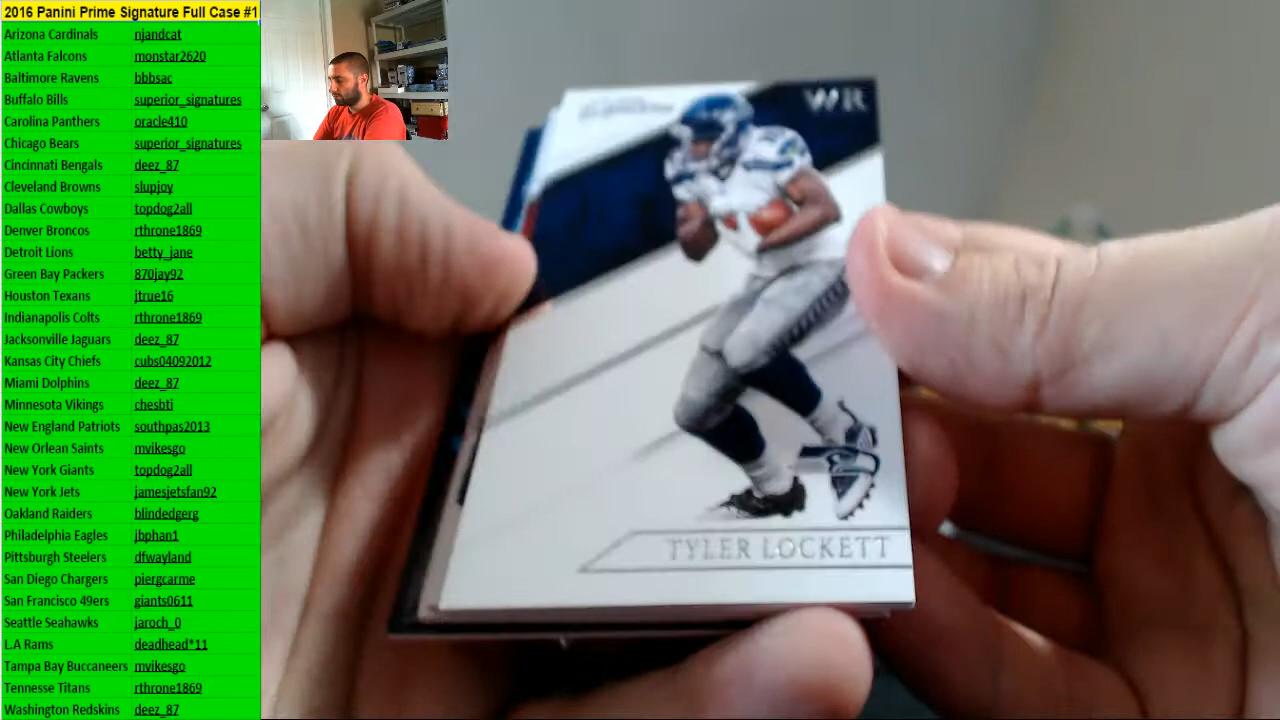 2016 Panini Prime Signature Full Case #1
Arizona Cardinals njandcat
Atlanta Falcons monstar2620
Baltimore Ravens bbbsac
Buffalo Bills superior_signatures
Carolina Panthers oracle410
Chicago Bears superior_signatures
Cincinnati Bengals deez_87
Cleveland Browns slupjoy
Dallas Cowboys topdog2all
Denver Broncos rthrone1869
Detroit Lions betty_jane
Green Bay Packers 870jay92
Houston Texans jtrue16
Indianapolis Colts rthrone1869
Jacksonville Jaguars deez_87
Kansas City Chiefs cubs04092012
Miami Dolphins deez_87
Minnesota Vikings chesbti
New England Patriots southpas2013
New Orlean Saints mvikesgo
New York Giants topdog2all
New York Jets jamesjetsfan92
Oakland Raiders blindedgerg
Philadelphia Eagles jbphan1
Pittsburgh Steelers dfwayland
San Diego Chargers piergcarme
San Francisco 49ers giants0611
Seattle Seahawks jaroch_0
L.A Rams deadhead*11
Tampa Bay Buccaneers mvikesgo
Tennesse Titans rthrone1869
Washington Redskins deez_87
WR
TYLER LOCKETT